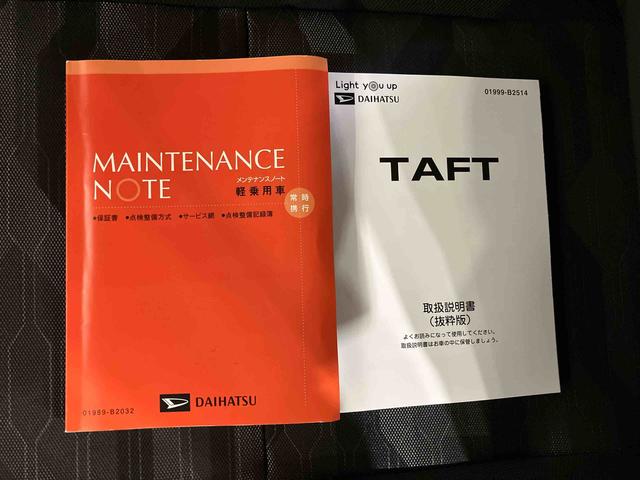 MAINTENANCE
NOTE
メンテナンスノート
軽乗用車
常時
携行
●保証書 ●点検整備方式 ●サービス網 ●点検整備記録簿
DAIHATSU
01989-B2032
Light you up
DAIHATSU
01999-B2514
TAFT
取扱説明書
(抜粋版)
よくお読みになって使用してください。
取扱説明書はお車の中に保管しましょう。